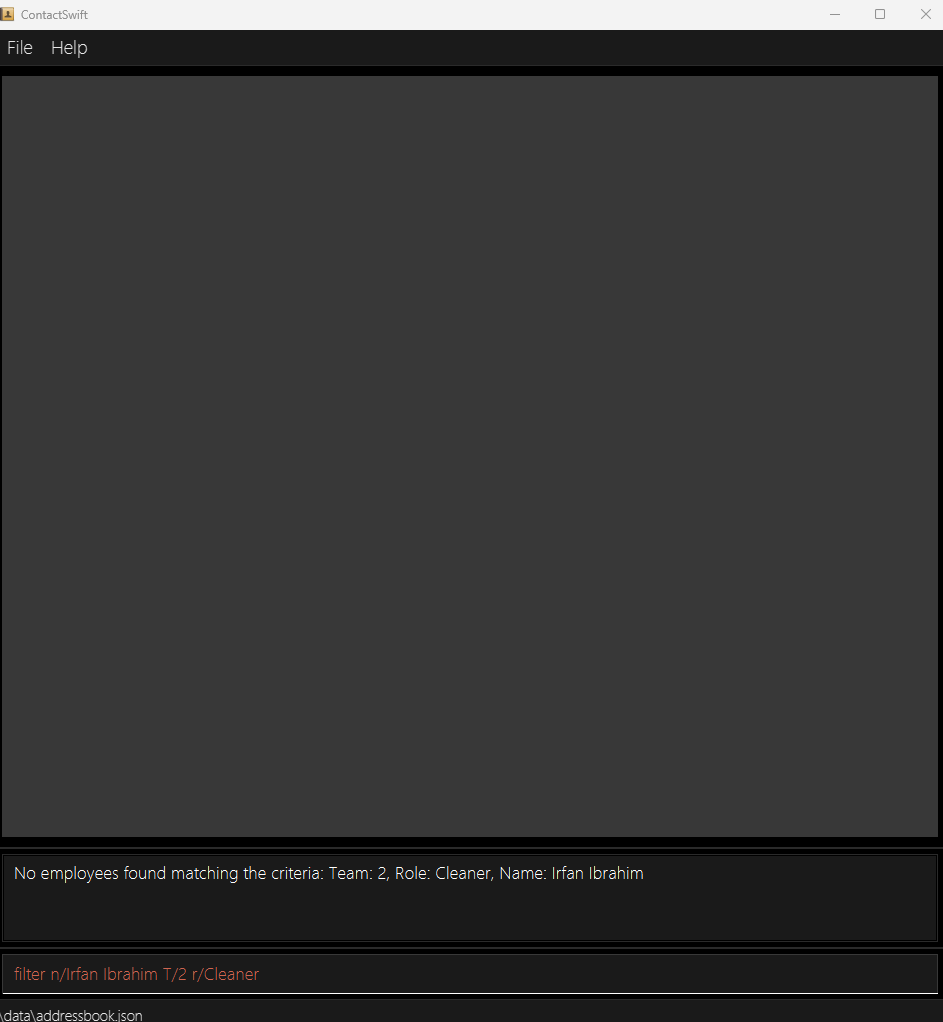 ContactSwift
File Help
No employees found matching the criteria: Team: 2, Role: Cleaner, Name: Irfan Ibrahim
filter n/Irfan Ibrahim T/2 r/Cleaner
\data\addressbook.json